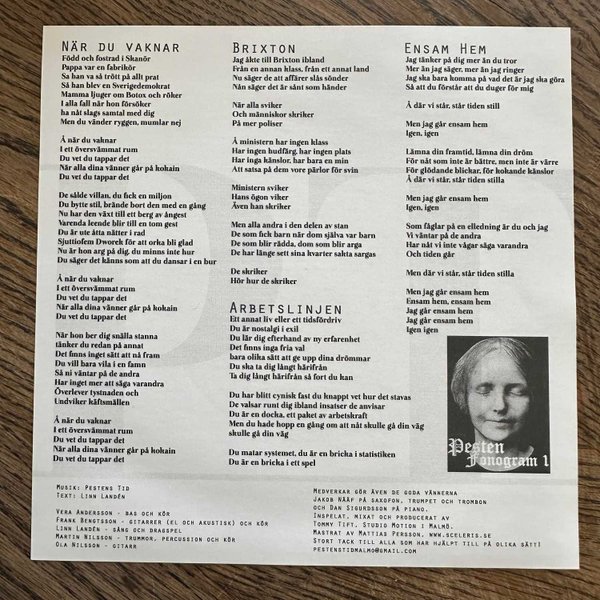 När du vaknar
Född och fostrad i Skanör
Pappa var en fabrikör
Sa han va så trött på allt prat
Så han blev en Sverigedemokrat
Mamma ljuger om Botox och röker
I alla fall när hon försöker
ha nåt slags samtal med dig
Men du vänder ryggen, mumlar nej
Å när du vaknar
I ett översvämmat rum
Du vet du tappar det
När alla dina vänner går på kokain
Du vet du tappar det
De sålde villan, du fick en miljon
Du bytte stil, brände bort den med en gång
Nu har den växt till ett berg av ångest
Varenda leende blir till en tom gest
Du är ute åtta nätter i rad
Sjuttiofem Dworek för att orka bli glad
Nu är hon arg på dig, du minns inte hur
Du säger det känns som att du dansar i en bur
Å när du vaknar
I ett översvämmat rum
Du vet du tappar det
När alla dina vänner går på kokain
Du vet du tappar det
När hon ber dig snälla stanna
tänker du redan på annat
Det finns inget sätt att nå fram
Du vill bara vila i en famn
Så ni väntar på de andra
Har inget mer att säga varandra
Överlever tystnaden och
Undviker käftsmällen
Å när du vaknar
I ett översvämmat rum
Du vet du tappar det
När alla dina vänner går på kokain
Du vet du tappar det
Brixton
Jag åkte till Brixton ibland
Från en annan klass, från ett annat land
Nu säger de att affärer slås sönder
Nån säger det är sånt som händer
När alla sviker
Och människor skriker
På mer poliser
Å ministern har ingen klass
Har ingen hudfärg, har ingen plats
Har inga känslor, har bara en min
Att satsa på dem vore pärlor för svin
Ministern sviker
Hans ögon viker
Även han skriker
Men alla andra i den delen av stan
De som fick barn när dom själva var barn
De som blir rädda, dom som blir arga
De har länge sett sina kvarter sakta sargas
De skriker
Hör hur de skriker
Arbetslinjen
Ett annat liv eller ett tidsfördriv
Du är nostalgi i exil
Du lär dig efterhand av ny erfarenhet
Det finns inga fria val
bara olika sätt att ge upp dina drömmar
Du ska ta dig långt härifrån
Ta dig långt härifrån så fort du kan
Du har blitt cynisk fast du knappt vet hur det stavas
De valsar runt dig ibland insatser de anvisar
Du är en docka, ett paket av arbetskraft
Men du hade hopp en gång om att nåt skulle gå din väg
skulle gå din väg
Du matar systemet, du är en bricka i statistiken
Du är en bricka i ett spel
Ensam Hem
Jag tänker på dig mer än du tror
Mer än jag säger, mer än jag ringer
Jag ska bara komma på vad det är jag ska göra
Så att du förstår att du duger för mig
Å där vi står, står tiden still
Men jag går ensam hem
Igen, igen
Lämna din framtid, lämna din dröm
För nåt som inte är bättre, men inte är värre
För glödande blickar, för kokande känslor
Å där vi står, står tiden stilla
Men jag går ensam hem
Igen, igen
Som fåglar på en elledning är du och jag
Vi väntar på de andra
Har nåt vi inte vågar säga varandra
Och tiden går
Men där vi står, står tiden stilla
Men jag går ensam hem
Ensam hem, ensam hem
Jag går ensam hem
Jag går ensam hem
Igen igen
Pesten
Fonogram 1
Musik: Pestens Tid
Text: Linn Landén
Vera Andersson - bas och kör
Frank Bengtsson - gitarrer (el och akustisk) och kör
Linn Landén - sång och dragspel
Martin Nilsson - trummor, percussion och kör
Ola Nilsson - gitarr
Medverkar gör även de goda vännerna
Jakob Nääf på saxofon, trumpet och trombon
och Dan Sigurdsson på piano.
Inspelat, mixat och producerat av
Tommy Tift, Studio Motion i Malmö.
Mastrat av Mattias Persson, www.sceleris.se
Stort tack till alla som har hjälpt till på olika sätt!
pestenstidmalmo@gmail.com